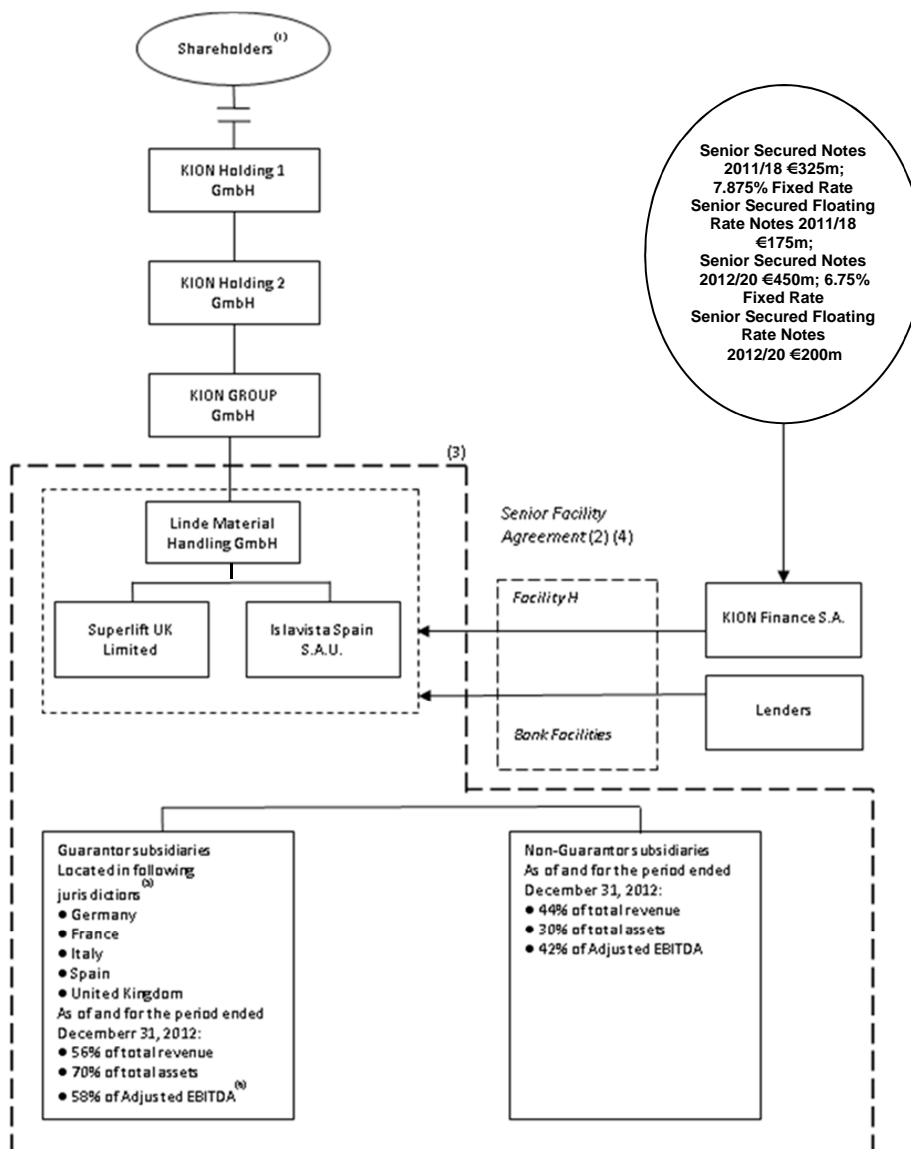 Shareholders (1)
KION Holding 1
GmbH
KION Holding 2
GmbH
KION GROUP
GmbH
Senior Secured Notes
2011/18 €325m;
7.875% Fixed Rate
Senior Secured Floating
Rate Notes 2011/18
€175m;
Senior Secured Notes
2012/20 €450m; 6.75%
Fixed Rate
Senior Secured Floating
Rate Notes
2012/20 €200m
(3)
Linde Material
Handling GmbH
Superlift UK
Limited
Islavista Spain
S.A.U.
Senior Facility
Agreement (2) (4)
Facility H
Bank Facilities
KION Finance S.A.
Lenders
Guarantor subsidiaries
Located in following
jurisdictions
● Germany
● France
● Italy
● Spain
● United Kingdom
As of and for the period ended
Decemberr 31, 2012:
● 56% of total revenue
● 70% of total assets
● 58% of Adjusted EBITDA
Non-Guarantor subsidiaries
As of and for the period ended
December 31, 2012:
● 44% of total revenue
● 30% of total assets
● 42% of Adjusted EBITDA